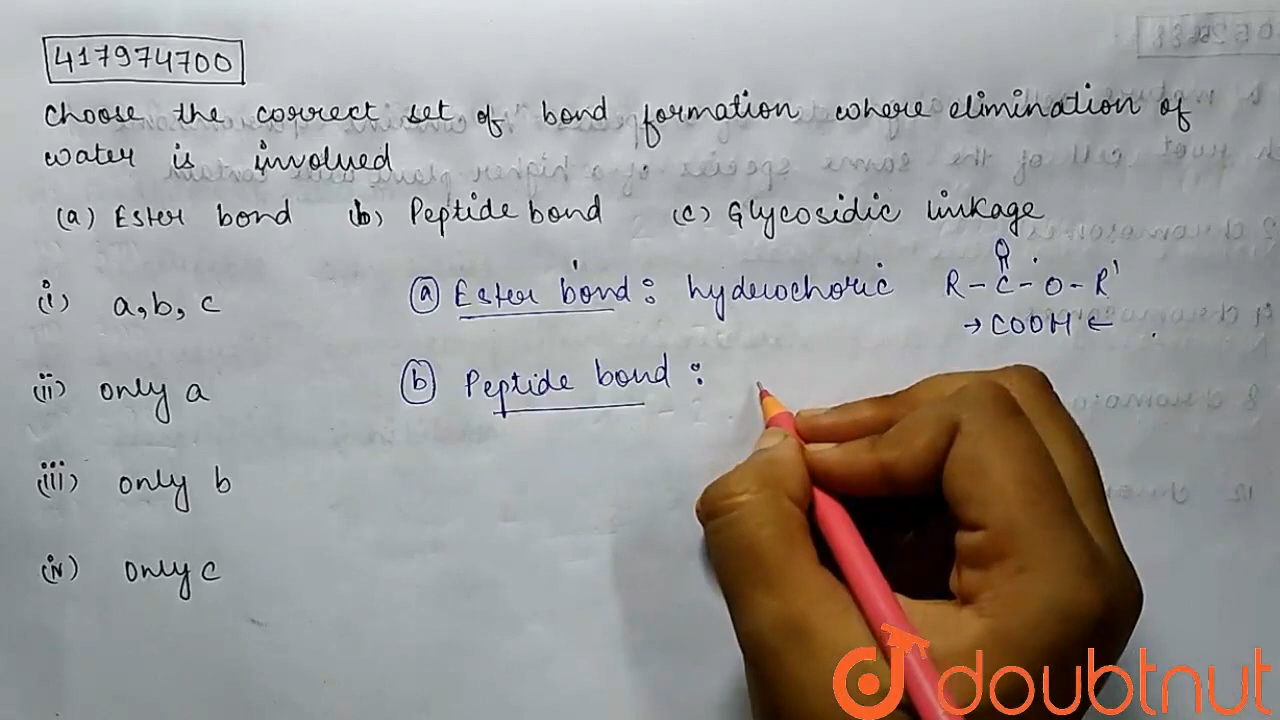 417974700
Choose the correct set of bond formation where elimination of
water is involved
(a) Ester bond (b) Peptide bond (c) Glycosidic linkage
(i) a, b, c
(a) Ester bond : hyderochoric R-C-O-R'
O
→COOH←
(ii) only a
(b) Peptide bond :
(iii) only b
(iv) only c
doubtnut